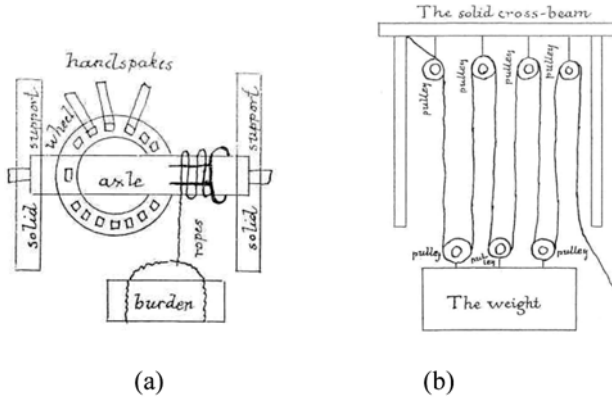 The solid cross-beam
handspakes
support
wheel
support
axle
solid
ropes
solid
burden
pulley
pulley
pulley
pulley
pulley
pulley
pulley
The weight
(a)
(b)